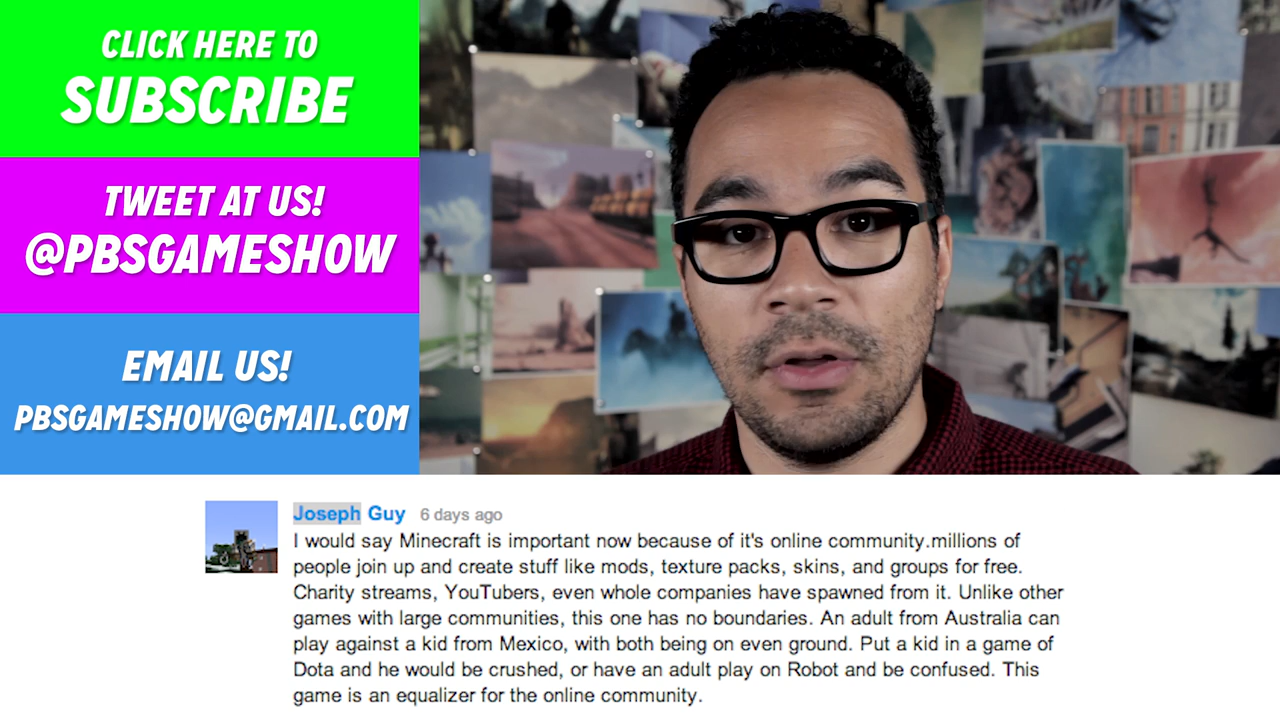 CLICK HERE TO
SUBSCRIBE
TWEET AT US!
@PBSGAMESHOW
EMAIL US!
PBSGAMESHOW@GMAIL.COM
Joseph Guy 6 days ago
I would say Minecraft is important now because of it's online community.millions of
people join up and create stuff like mods, texture packs, skins, and groups for free.
Charity streams, YouTubers, even whole companies have spawned from it. Unlike other
games with large communities, this one has no boundaries. An adult from Australia can
play against a kid from Mexico, with both being on even ground. Put a kid in a game of
Dota and he would be crushed, or have an adult play on Robot and be confused. This
game is an equalizer for the online community.